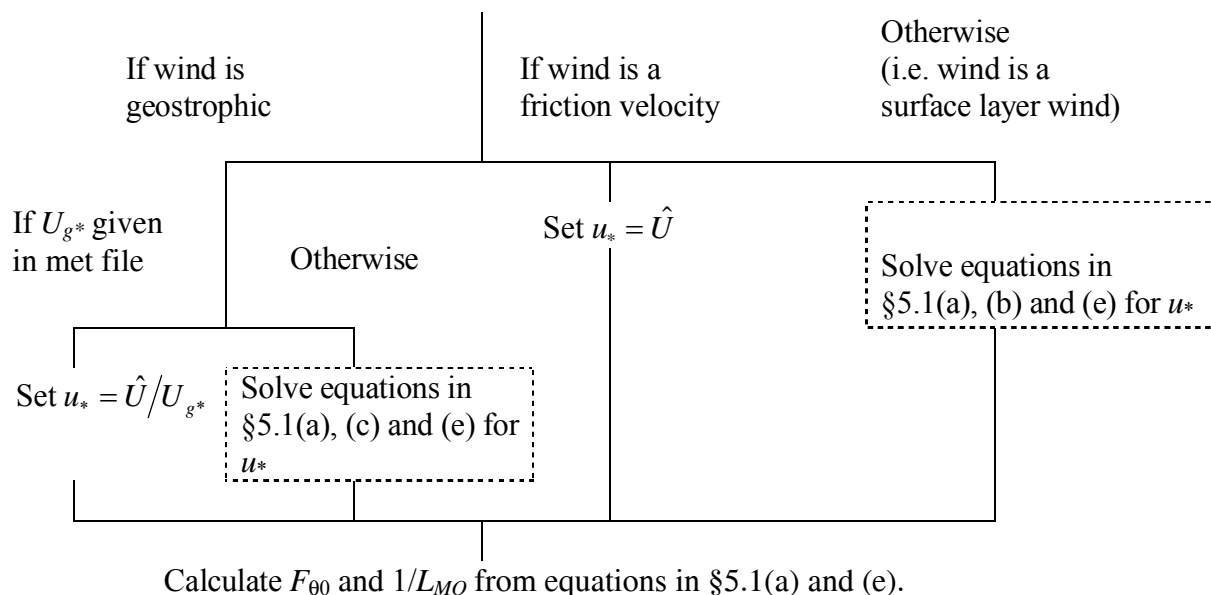 If wind is
geostrophic
If wind is a
friction velocity
Otherwise
(i.e. wind is a
surface layer wind)
If U_{g*} given
in met file
Otherwise
Set u_* = Û
Solve equations in
§5.1(a), (b) and (e) for u_*
Set u_* = Û/U_{g*}
Solve equations in
§5.1(a), (c) and (e) for
u_*
Calculate F_{θ0} and 1/L_{MO} from equations in §5.1(a) and (e).